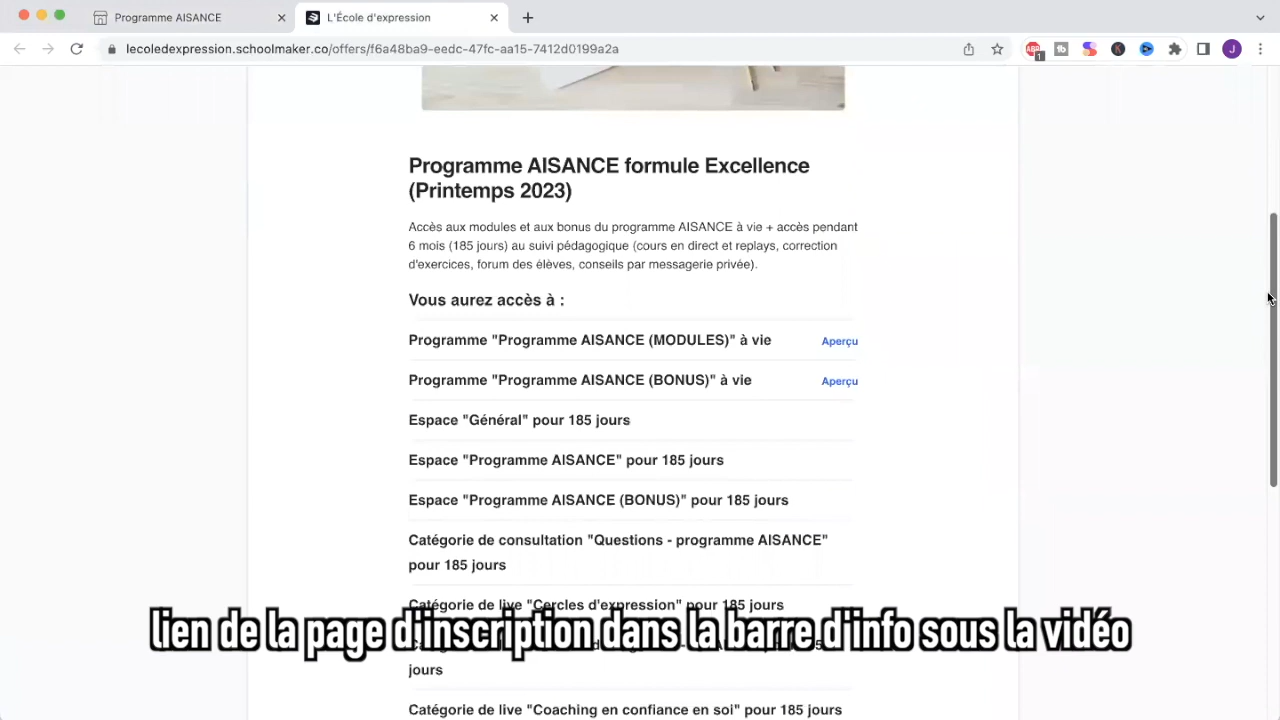 Programme AISANCE
L'École d'expression
lecoledexpression.schoolmaker.co/offers/f6a48ba9-eedc-47fc-aa15-7412d0199a2a
ABP
1
tb
K
J
Programme AISANCE formule Excellence
(Printemps 2023)
Accès aux modules et aux bonus du programme AISANCE à vie + accès pendant
6 mois (185 jours) au suivi pédagogique (cours en direct et replays, correction
d'exercices, forum des élèves, conseils par messagerie privée).
Vous aurez accès à :
Programme "Programme AISANCE (MODULES)" à vie
Aperçu
Programme "Programme AISANCE (BONUS)" à vie
Aperçu
Espace "Général" pour 185 jours
Espace "Programme AISANCE" pour 185 jours
Espace "Programme AISANCE (BONUS)" pour 185 jours
Catégorie de consultation "Questions - programme AISANCE"
pour 185 jours
Catégorie de live "Cercles d'expression" pour 185 jours
lien de la page d'inscription dans la barre d'info sous la vidéo
jours
Catégorie de live "Coaching en confiance en soi" pour 185 jours